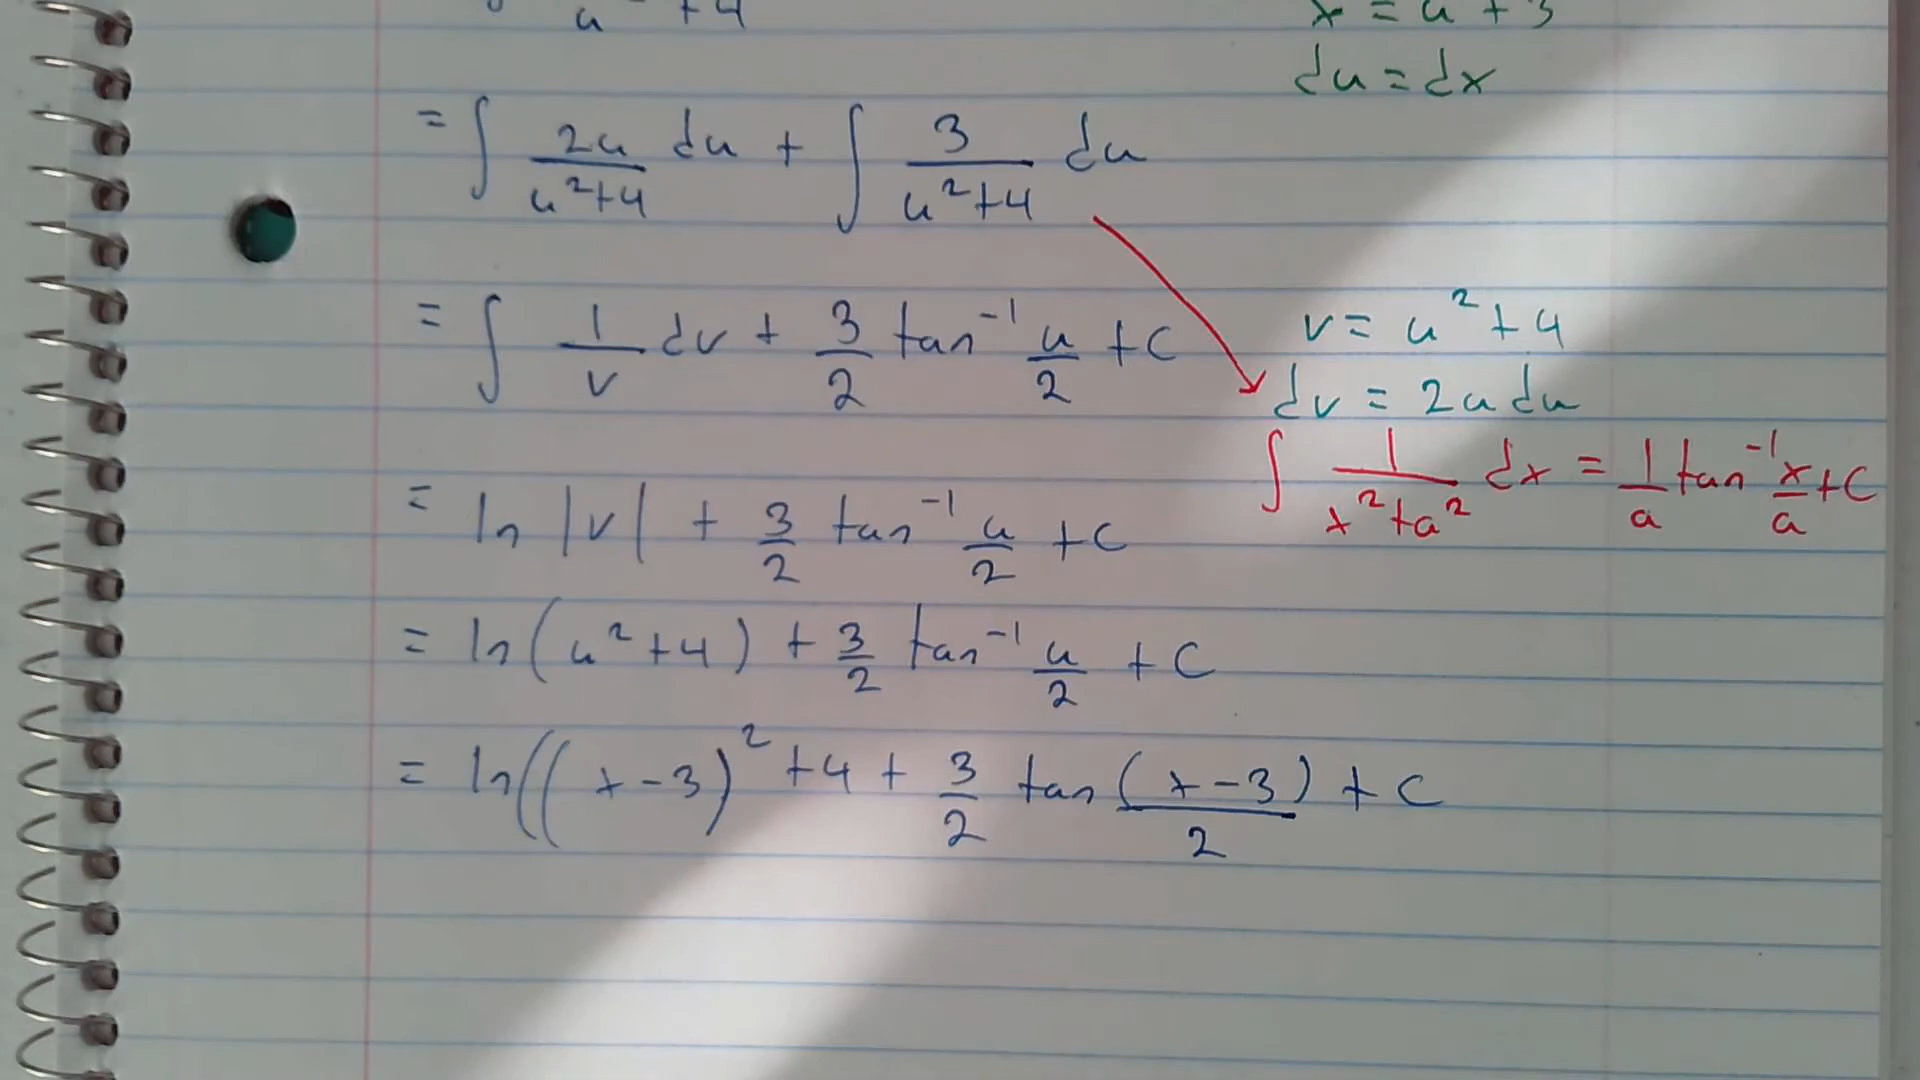 u² + 4
x = u + 3
du = dx
= ∫ 2u/(u²+4) du + ∫ 3/(u²+4) du
= ∫ 1/v dv + 3/2 tan⁻¹ u/2 + C
v = u² + 4
dv = 2u du
∫ 1/(x²+a²) dx = 1/a tan⁻¹ x/a + C
= ln |v| + 3/2 tan⁻¹ u/2 + C
= ln(u²+4) + 3/2 tan⁻¹ u/2 + C
= ln((x-3)² + 4 + 3/2 tan (x-3)/2 + C